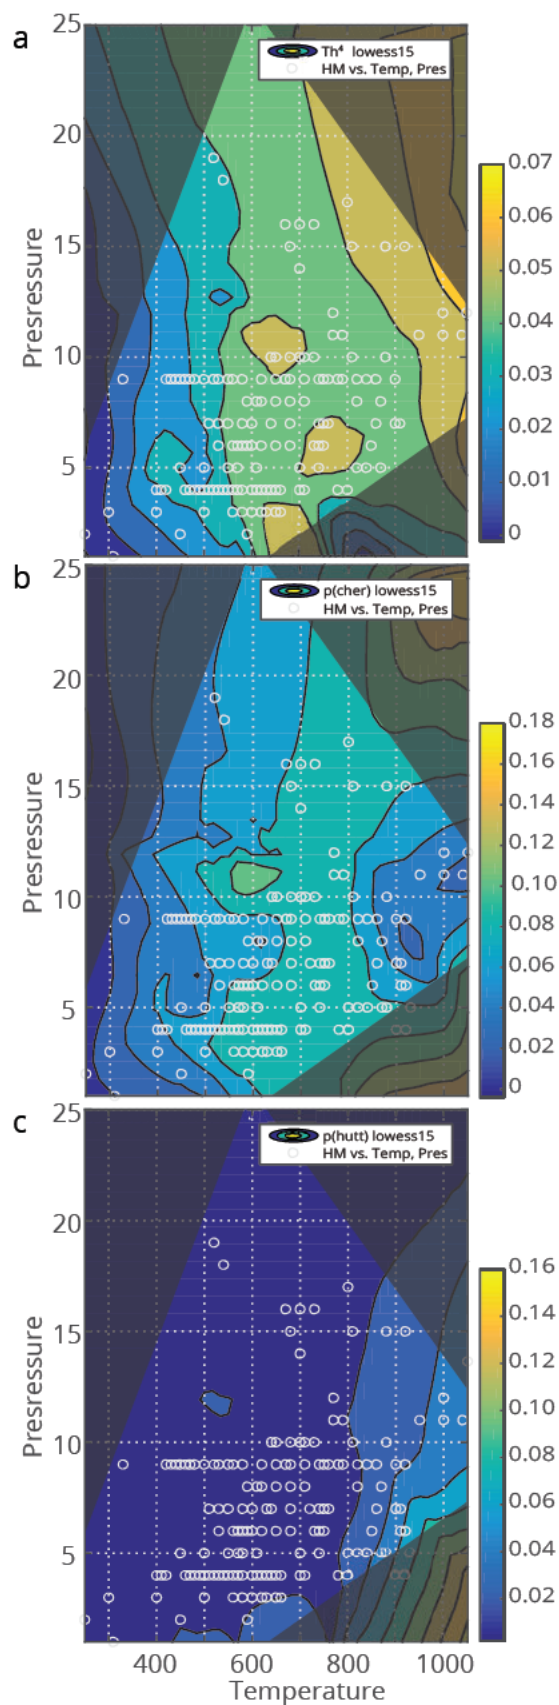 a
25
20
15
10
5
Presressure
Th⁴ lowess15
HM vs. Temp, Pres
0.07
0.06
0.05
0.04
0.03
0.02
0.01
0
b
25
20
15
10
5
Presressure
p(cher) lowess15
HM vs. Temp, Pres
0.18
0.16
0.14
0.12
0.10
0.08
0.06
0.04
0.02
0
c
25
20
15
10
5
Presressure
p(hutt) lowess15
HM vs. Temp, Pres
0.16
0.14
0.12
0.10
0.08
0.06
0.04
0.02
400 600 800 1000
Temperature